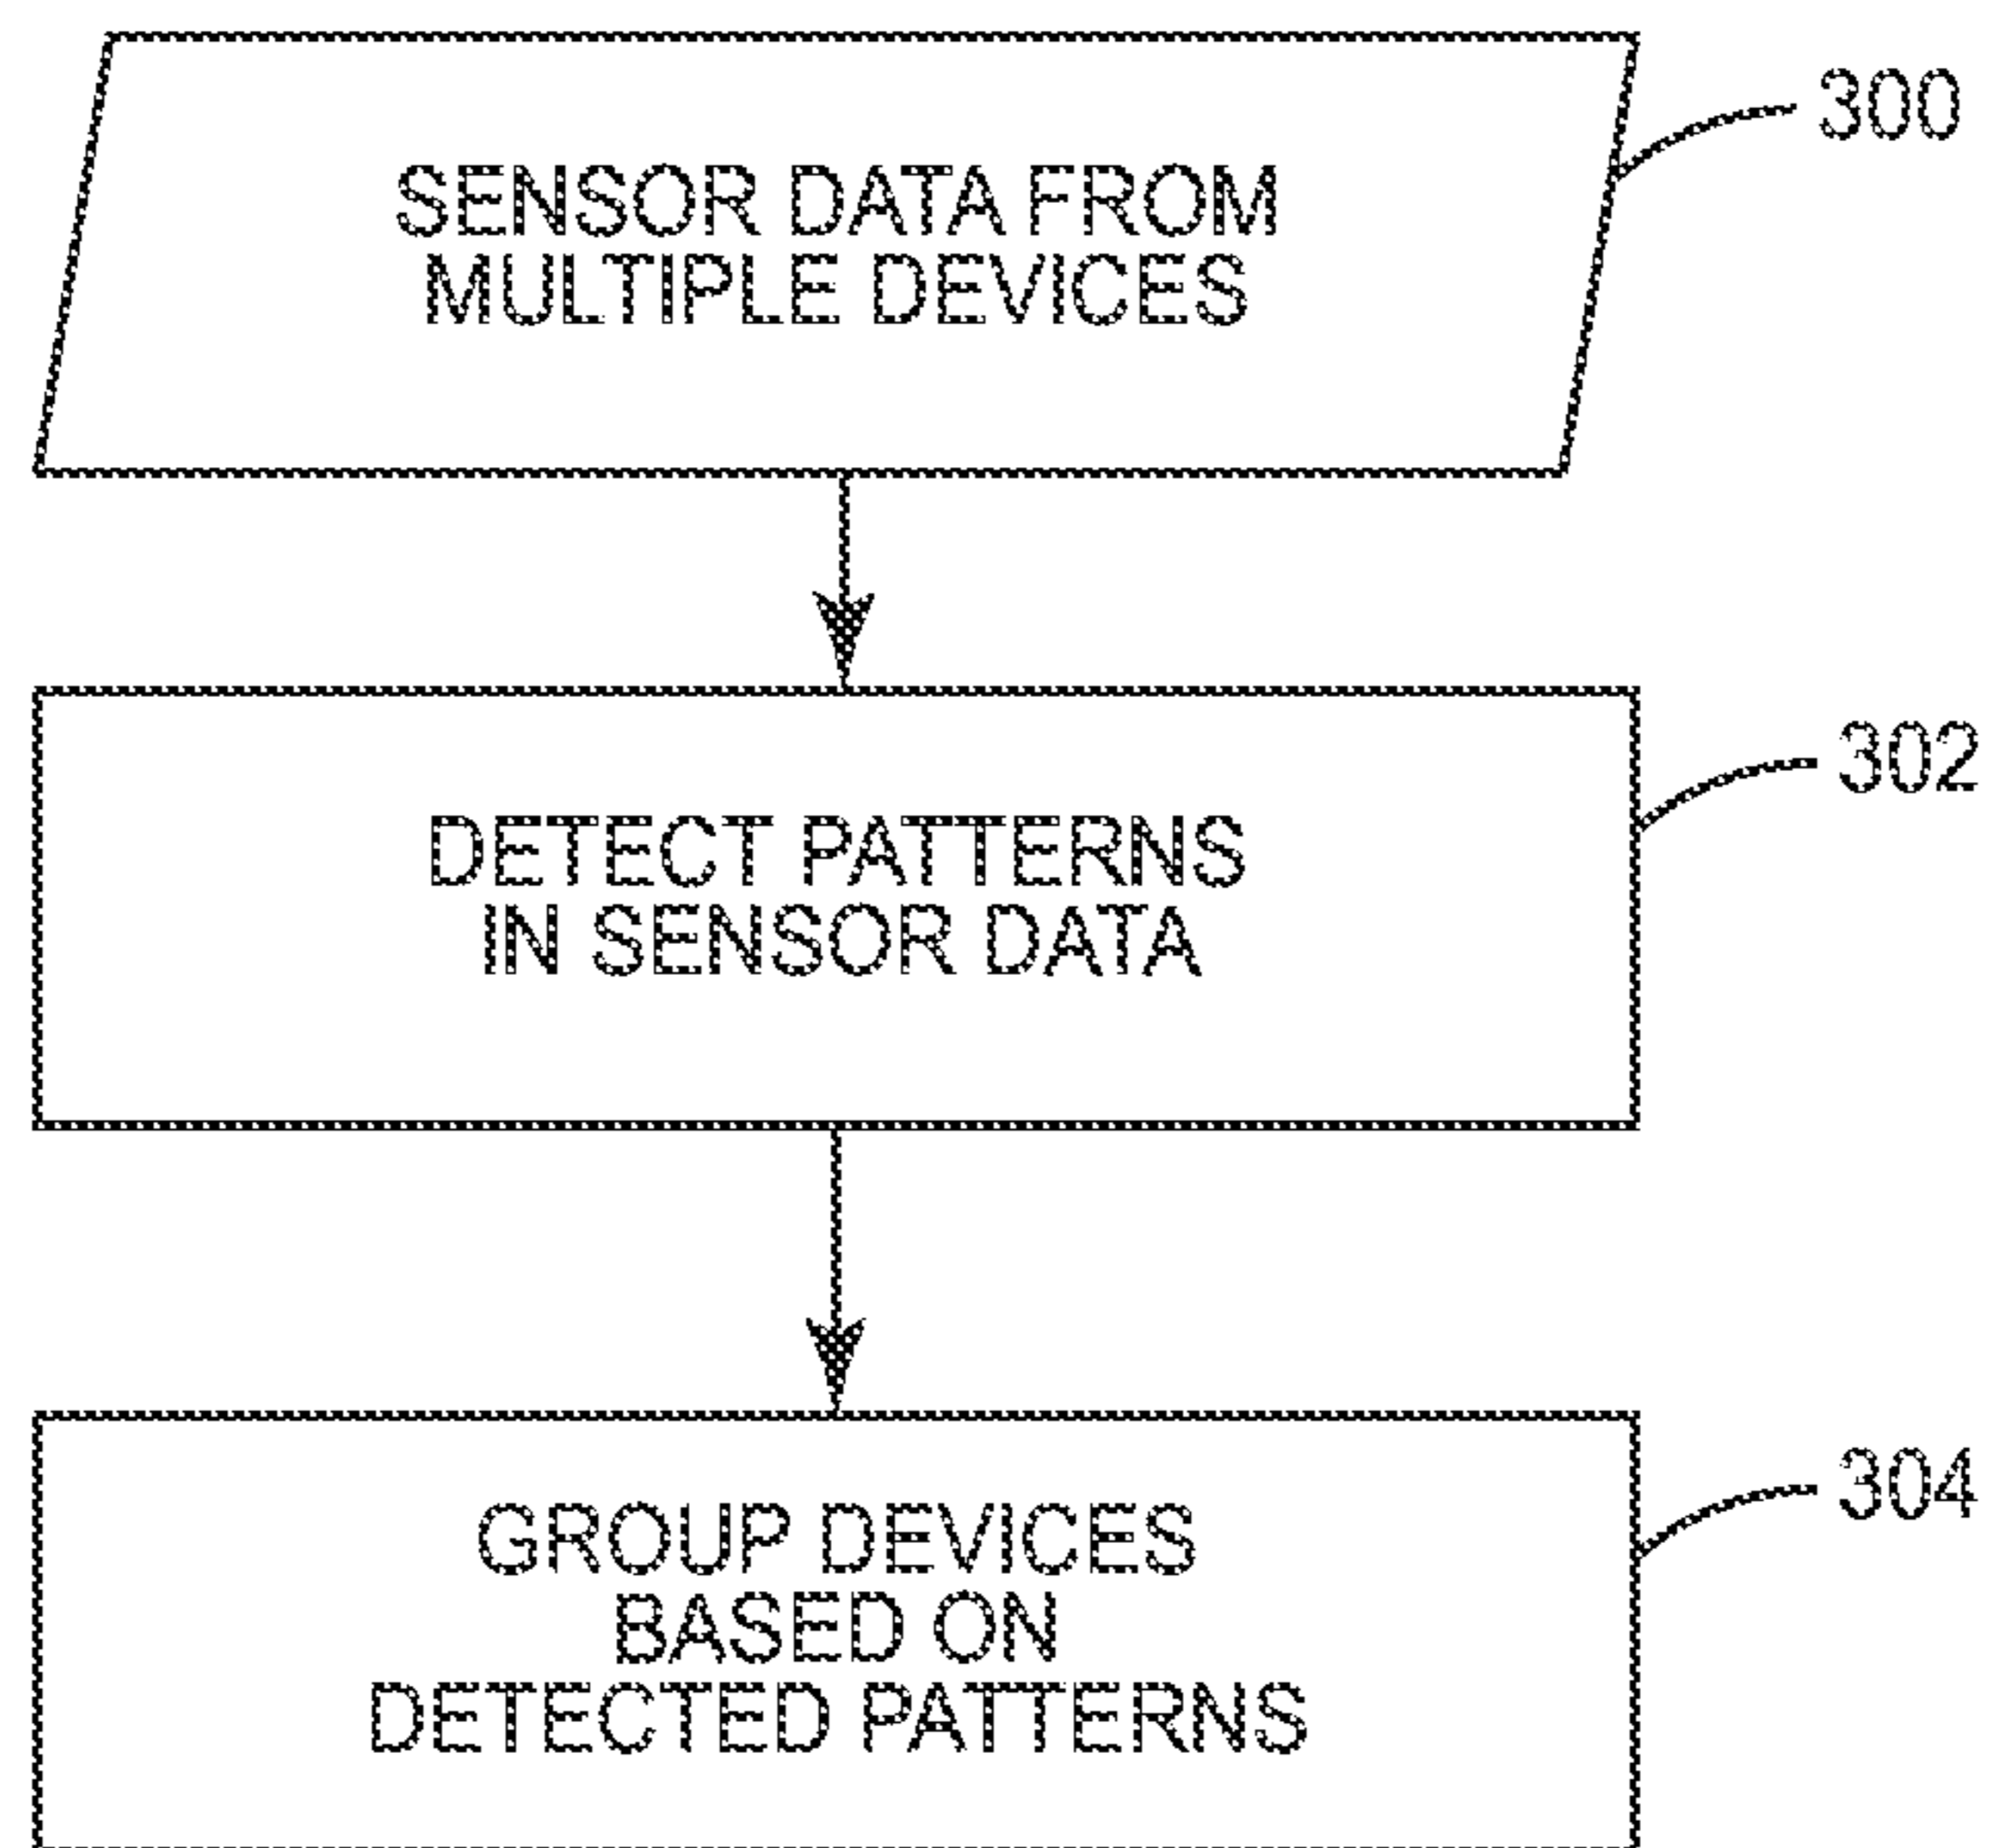 300
SENSOR DATA FROM
MULTIPLE DEVICES
302
DETECT PATTERNS
IN SENSOR DATA
304
GROUP DEVICES
BASED ON
DETECTED PATTERNS